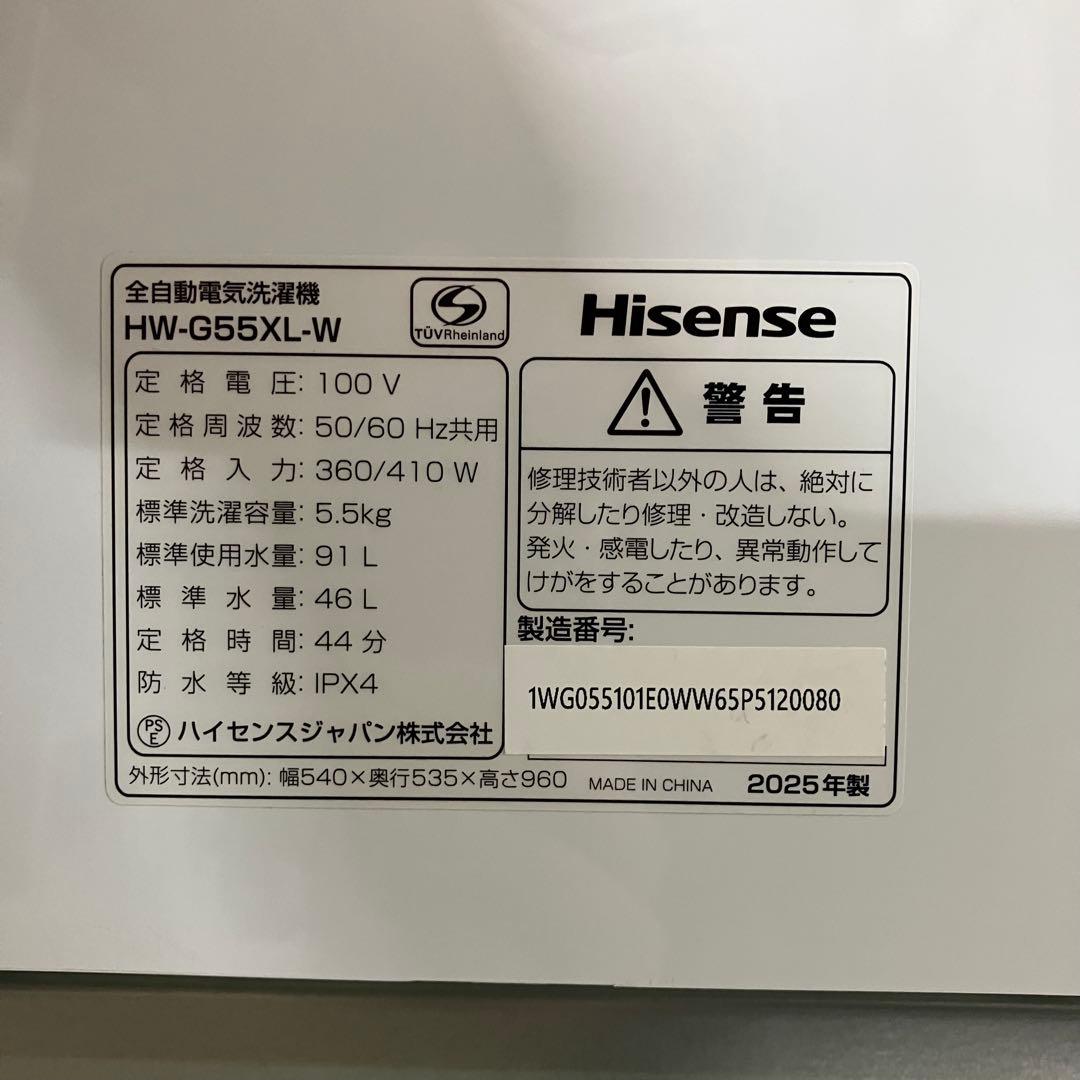 全自動電気洗濯機
HW-G55XL-W
TÜVRheinland
Hisense
定格電圧: 100 V
定格周波数: 50/60 Hz共用
定格入力: 360/410 W
標準洗濯容量: 5.5kg
標準使用水量: 91 L
標準水量: 46 L
定格時間: 44 分
防水等級: IPX4
PS
E
ハイセンスジャパン株式会社
警告
修理技術者以外の人は、絶対に
分解したり修理・改造しない。
発火・感電したり、異常動作して
けがをすることがあります。
製造番号:
1WG055101E0WW65P5120080
外形寸法(mm): 幅540×奥行535×高さ960
MADE IN CHINA
2025年製